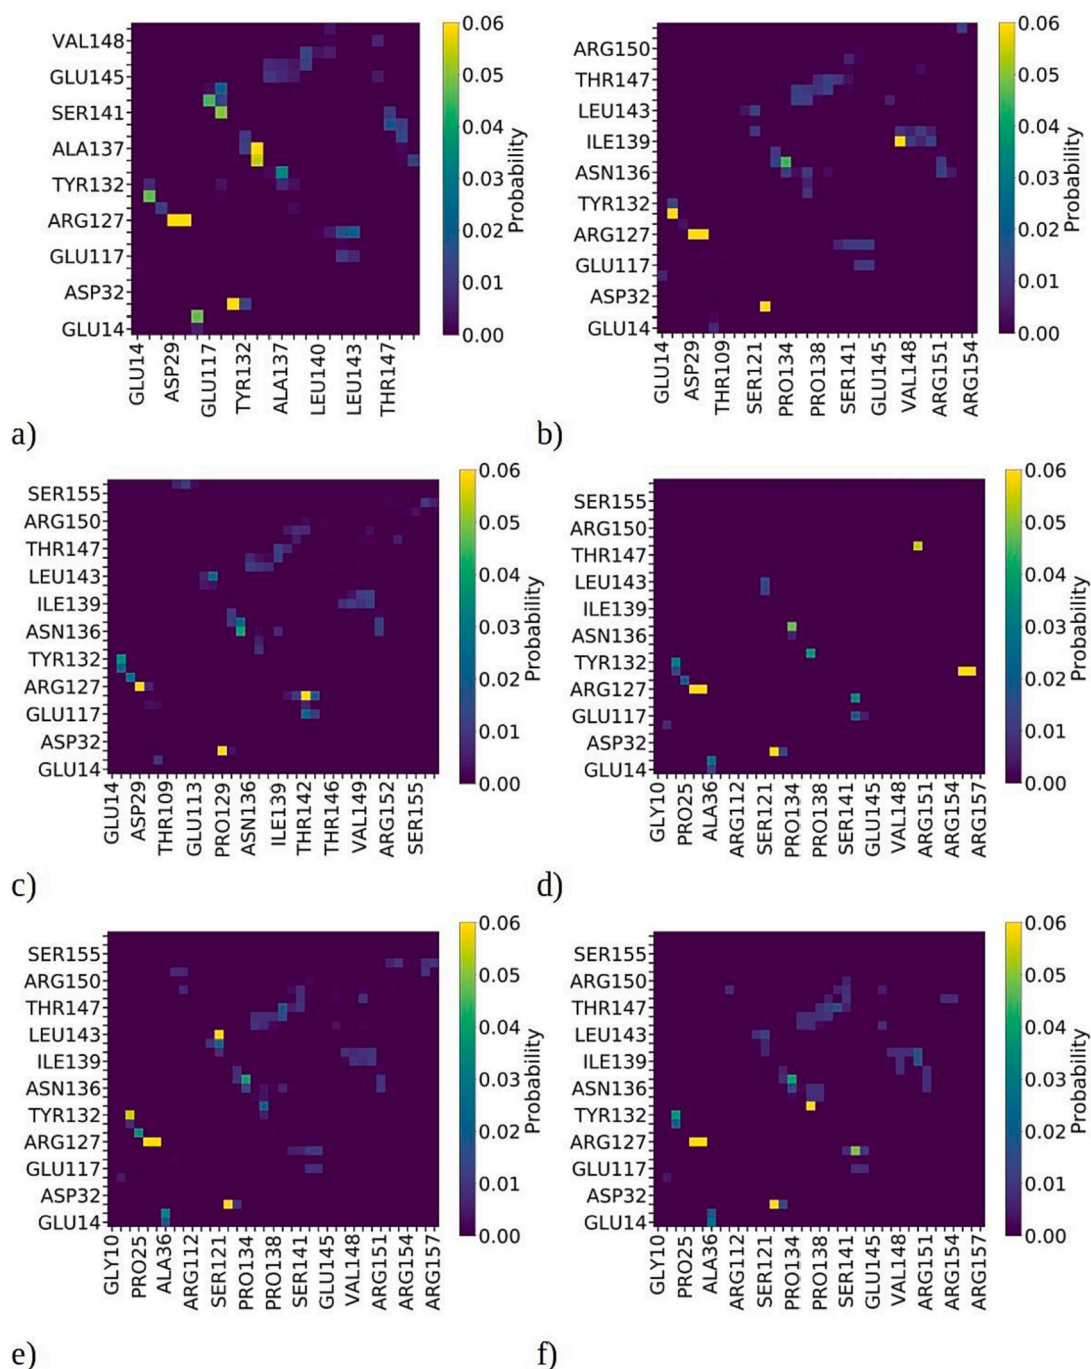 VAL148
GLU145
SER141
ALA137
TYR132
ARG127
GLU117
ASP32
GLU14
GLU14
ASP29
GLU117
TYR132
ALA137
LEU140
LEU143
THR147
0.06
0.05
0.04
0.03
0.02
0.01
0.00
Probability
a)
ARG150
THR147
LEU143
ILE139
ASN136
TYR132
ARG127
GLU117
ASP32
GLU14
GLU14
ASP29
THR109
SER121
PRO134
PRO138
SER141
GLU145
VAL148
ARG151
ARG154
0.06
0.05
0.04
0.03
0.02
0.01
0.00
Probability
b)
SER155
ARG150
THR147
LEU143
ILE139
ASN136
TYR132
ARG127
GLU117
ASP32
GLU14
GLU14
ASP29
THR109
GLU113
PRO129
ASN136
ILE139
THR142
THR146
VAL149
ARG152
SER155
0.06
0.05
0.04
0.03
0.02
0.01
0.00
Probability
c)
SER155
ARG150
THR147
LEU143
ILE139
ASN136
TYR132
ARG127
GLU117
ASP32
GLU14
GLY10
PRO25
ALA36
ARG112
SER121
PRO134
PRO138
SER141
GLU145
VAL148
ARG151
ARG154
ARG157
0.06
0.05
0.04
0.03
0.02
0.01
0.00
Probability
d)
SER155
ARG150
THR147
LEU143
ILE139
ASN136
TYR132
ARG127
GLU117
ASP32
GLU14
GLY10
PRO25
ALA36
ARG112
SER121
PRO134
PRO138
SER141
GLU145
VAL148
ARG151
ARG154
ARG157
0.06
0.05
0.04
0.03
0.02
0.01
0.00
Probability
e)
SER155
ARG150
THR147
LEU143
ILE139
ASN136
TYR132
ARG127
GLU117
ASP32
GLU14
GLY10
PRO25
ALA36
ARG112
SER121
PRO134
PRO138
SER141
GLU145
VAL148
ARG151
ARG154
ARG157
0.06
0.05
0.04
0.03
0.02
0.01
0.00
Probability
f)